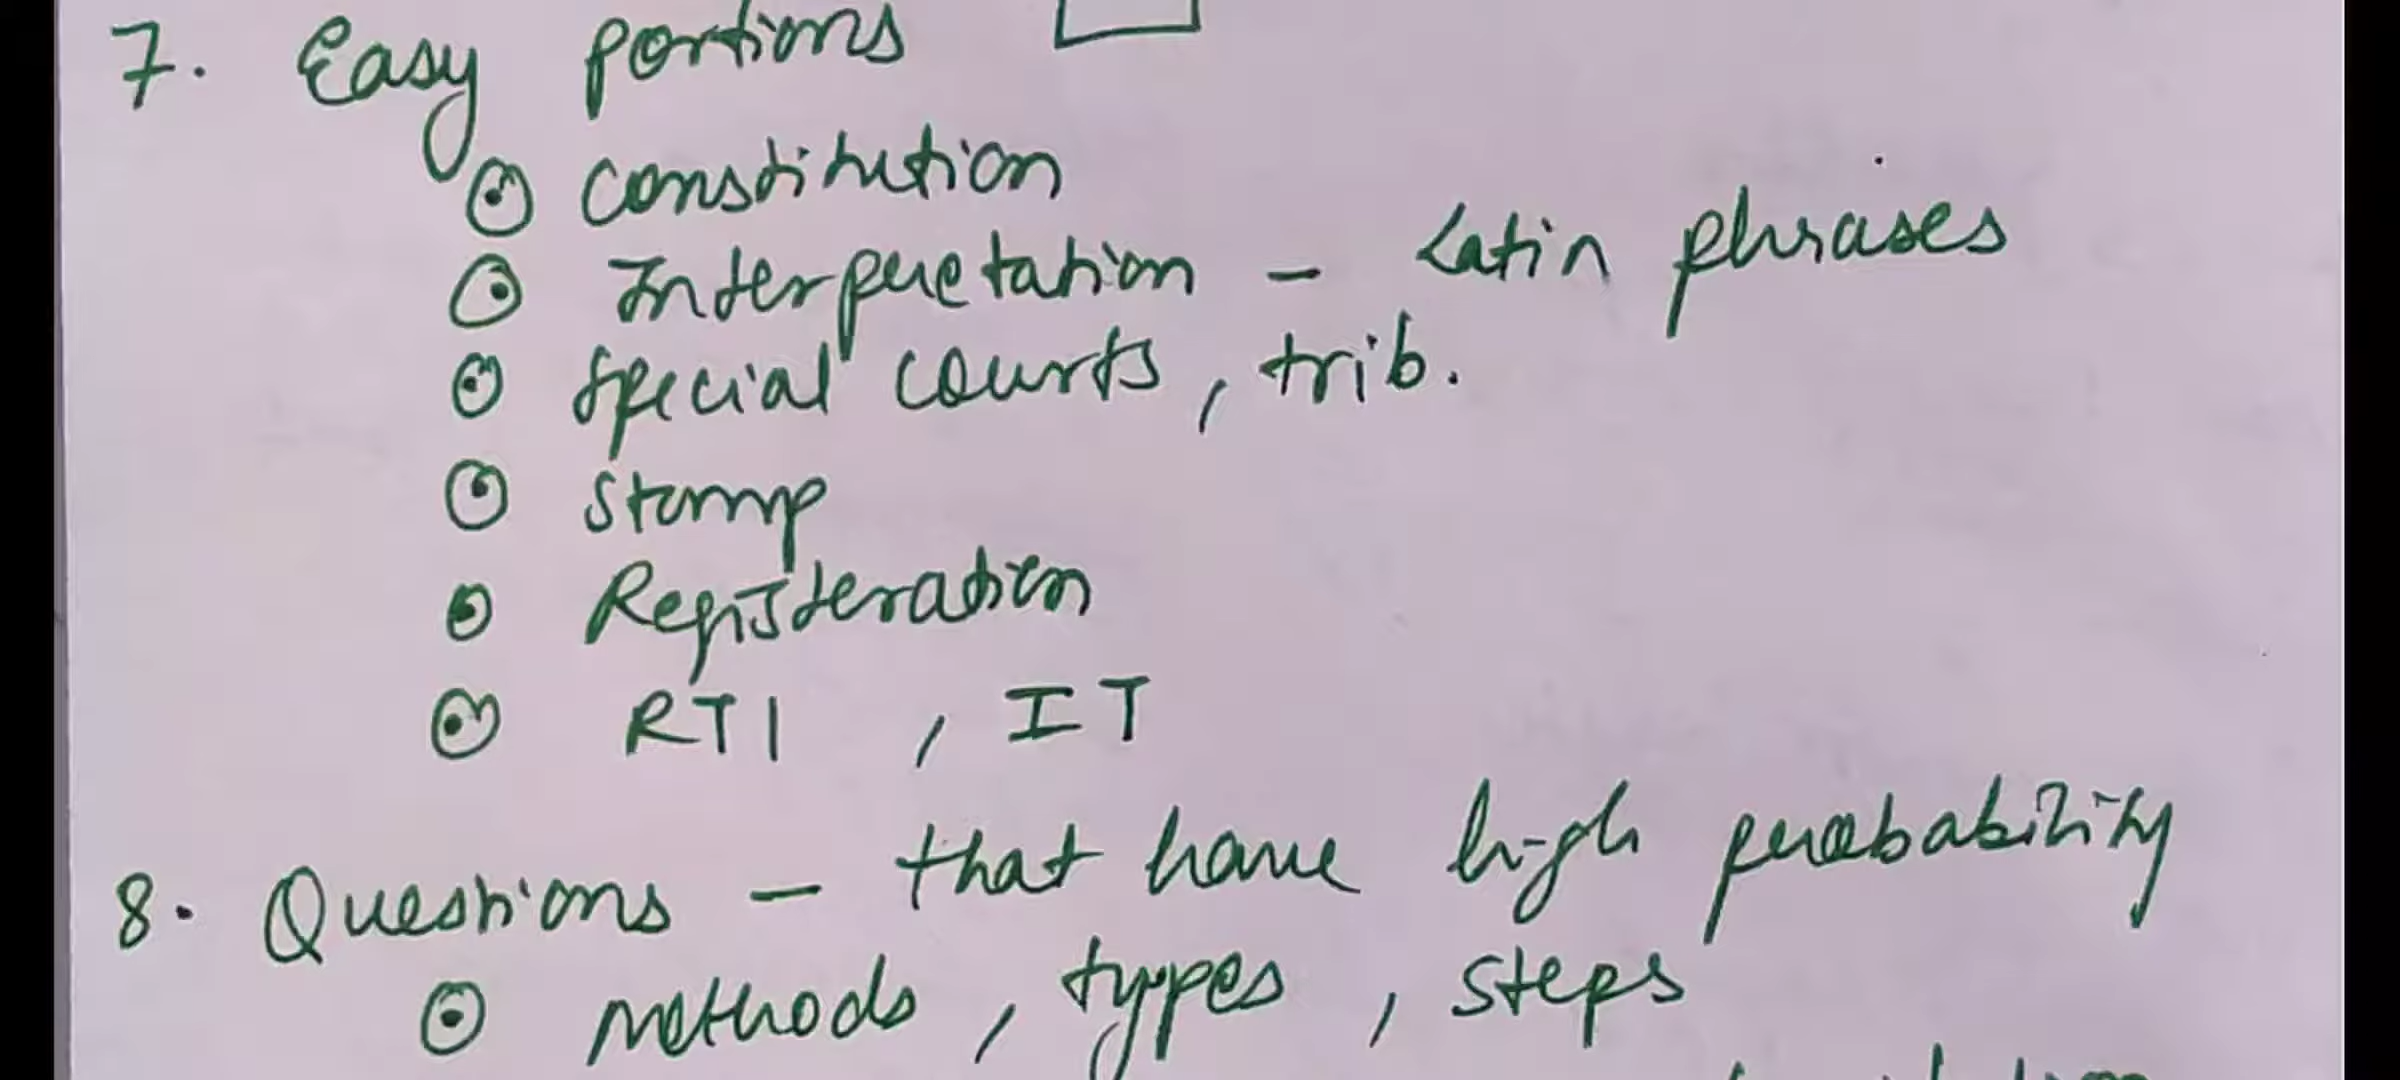 7. Easy portions
Constitution
Interpretation - Latin phrases
Special courts, trib.
Stamp
Registeration
RTI, IT
8. Questions - that have high probability
methods, types, steps